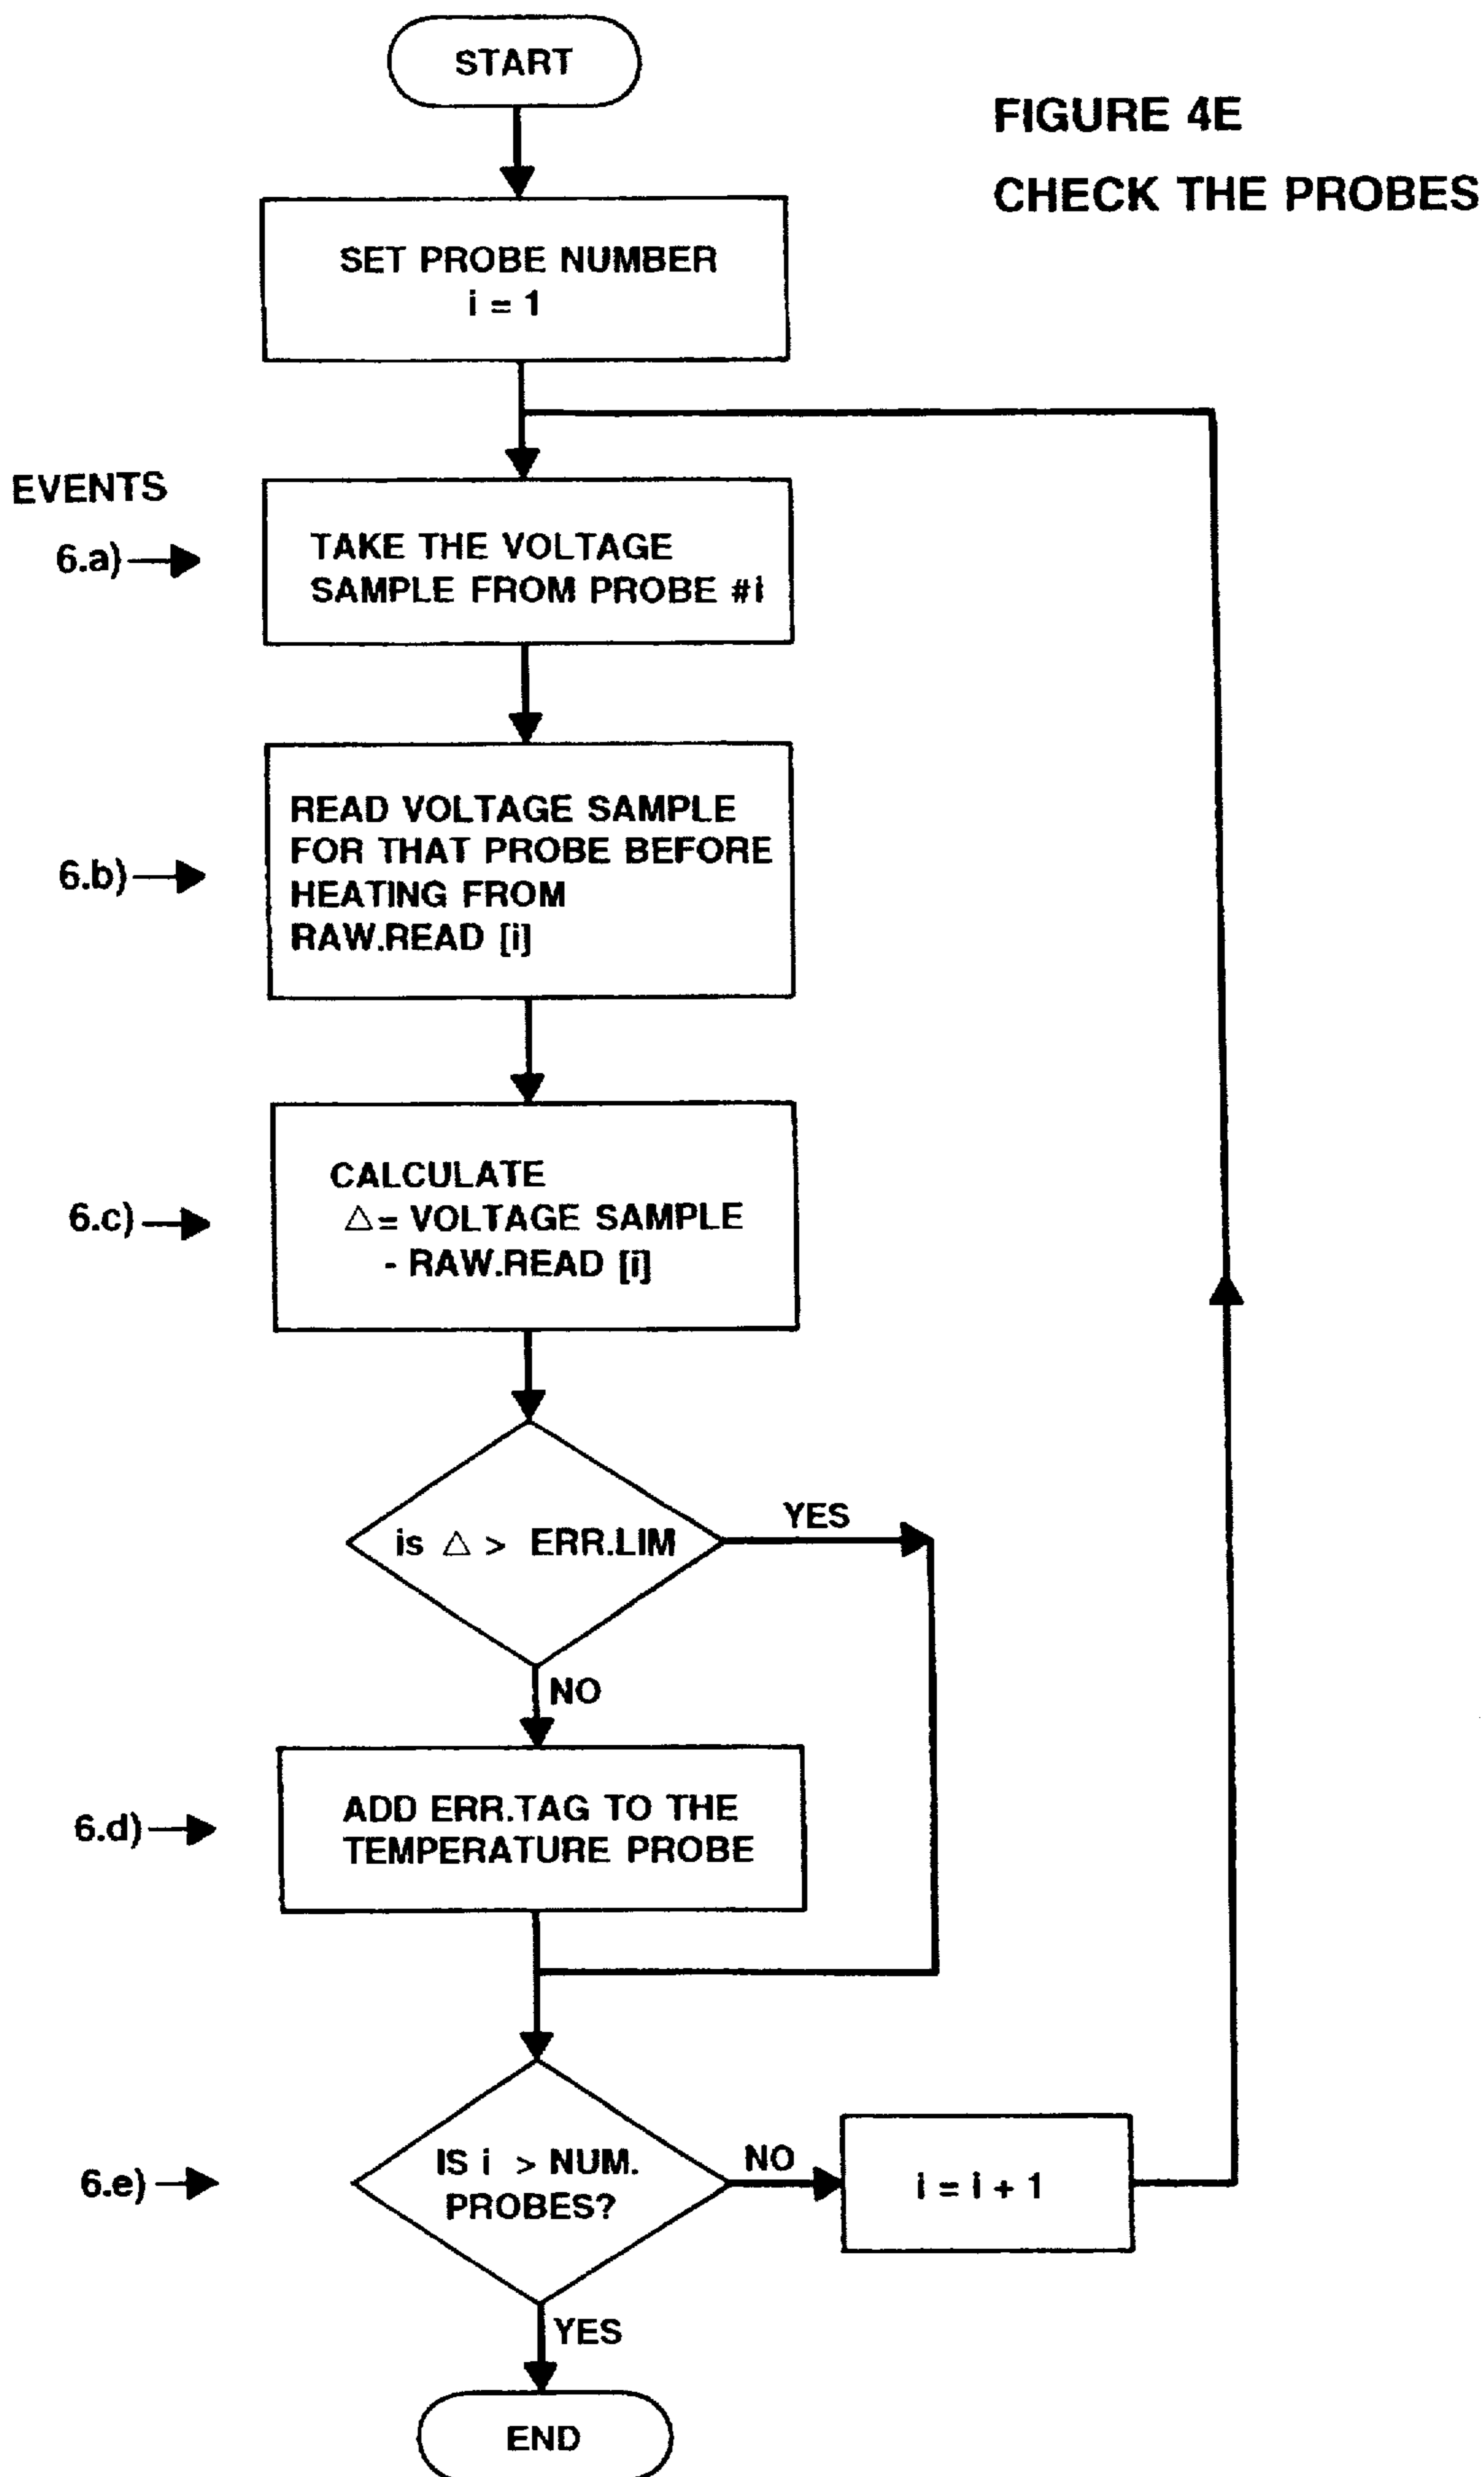 START
FIGURE 4E
CHECK THE PROBES
SET PROBE NUMBER
i = 1
EVENTS
6.a)
TAKE THE VOLTAGE
SAMPLE FROM PROBE #i
6.b)
READ VOLTAGE SAMPLE
FOR THAT PROBE BEFORE
HEATING FROM
RAW.READ [i]
6.c)
CALCULATE
△= VOLTAGE SAMPLE
- RAW.READ [i]
is △ > ERR.LIM
YES
NO
6.d)
ADD ERR.TAG TO THE
TEMPERATURE PROBE
6.e)
IS i > NUM.
PROBES?
NO
i = i + 1
YES
END